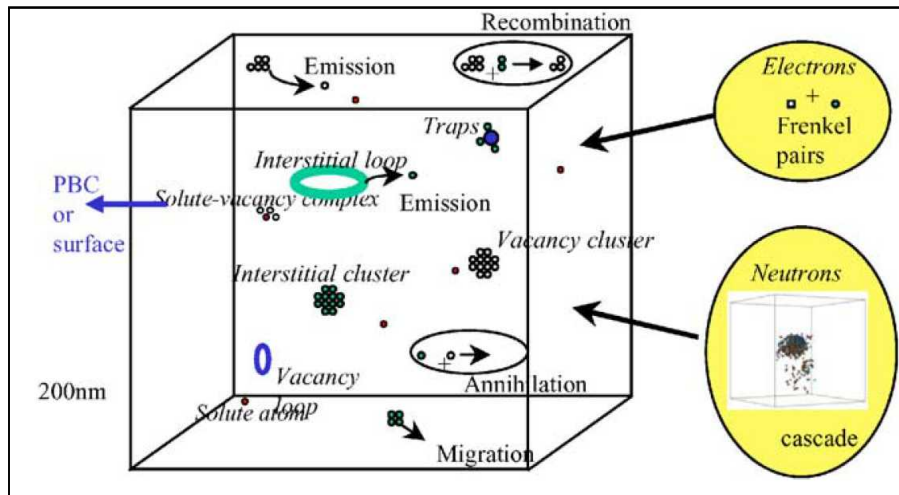 Recombination
Emission
+
Electrons
+
Frenkel
pairs
Traps
Interstitial loop
PBC
or
surface
Solute-vacancy complex
Emission
Vacancy cluster
Interstitial cluster
Neutrons
+
Annihilation
200nm
Vacancy
loop
Solute atom
Migration
cascade